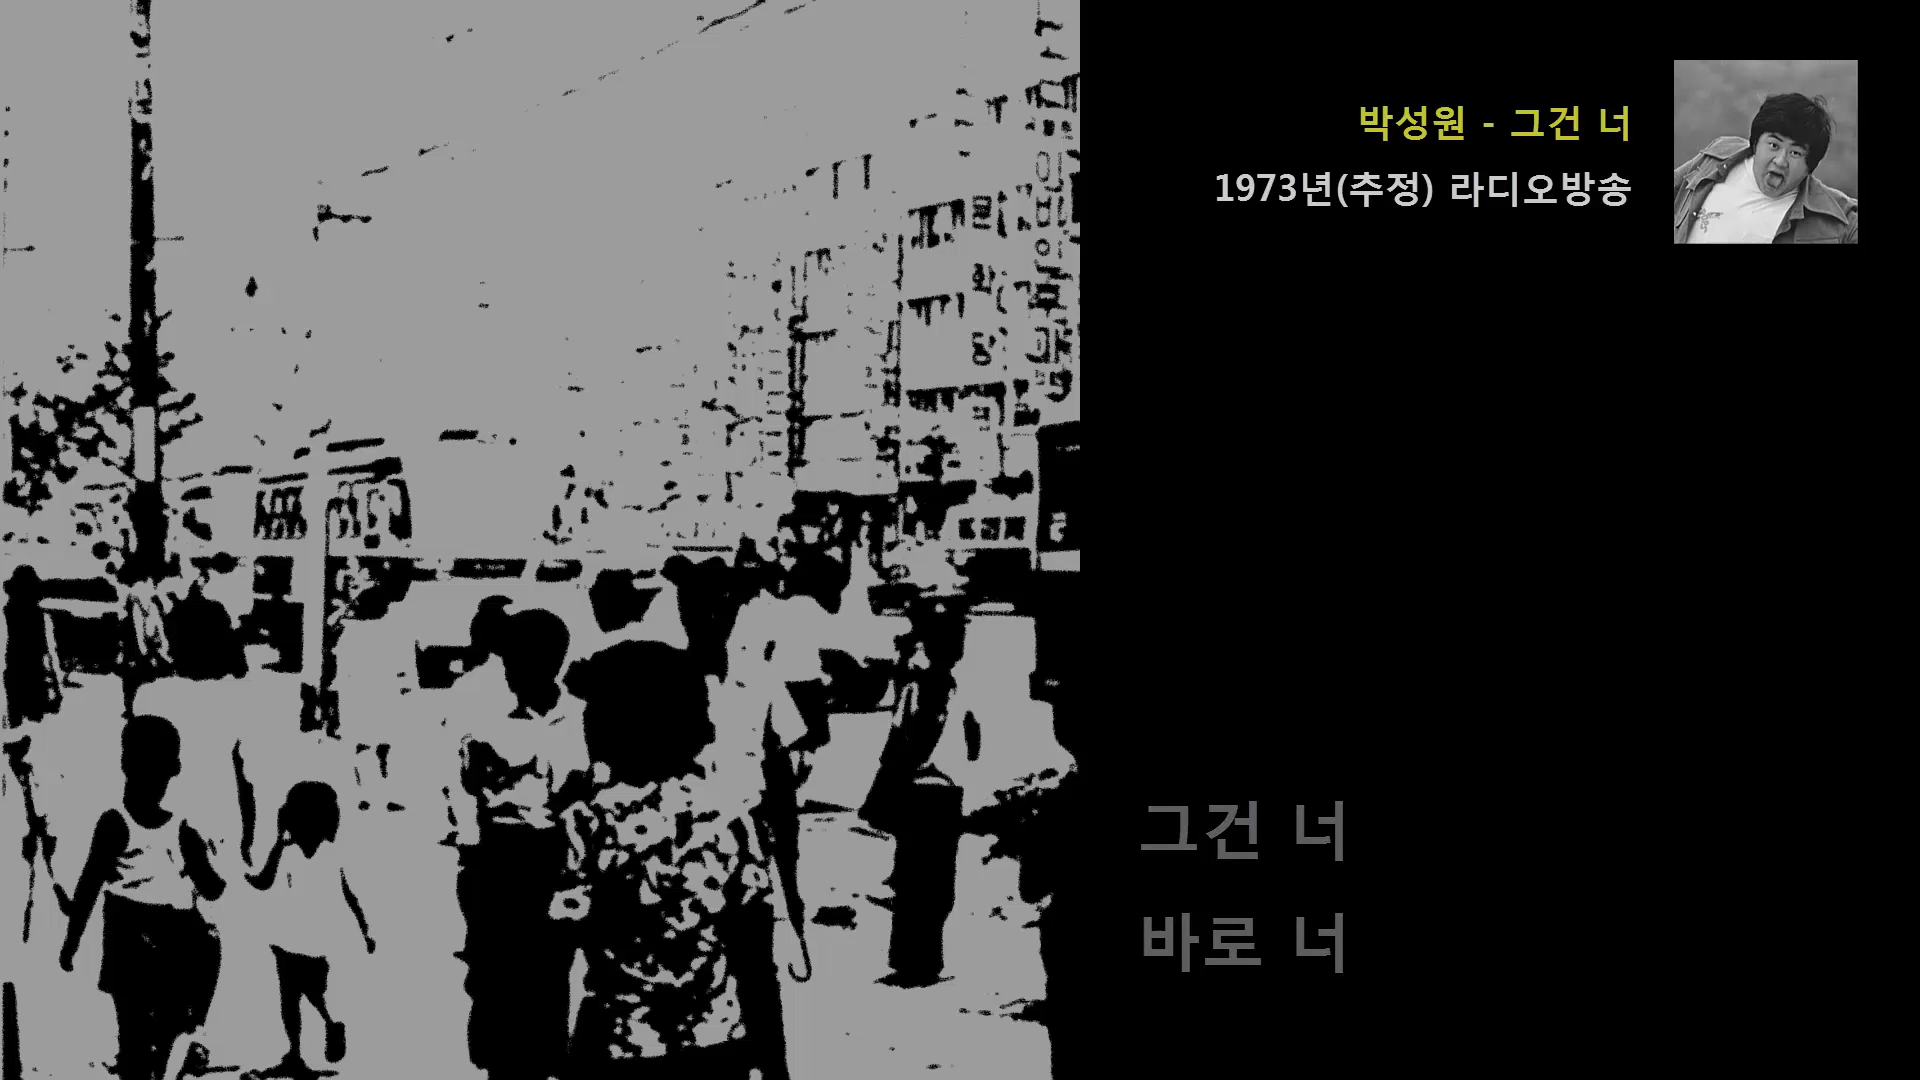 박성원 - 그건 너
1973년(추정) 라디오방송
그건 너
바로 너